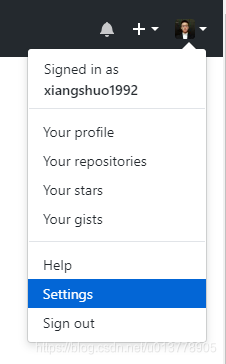 Signed in as
xiangshuo1992
Your profile
Your repositories
Your stars
Your gists
Help
Settings
Sign out